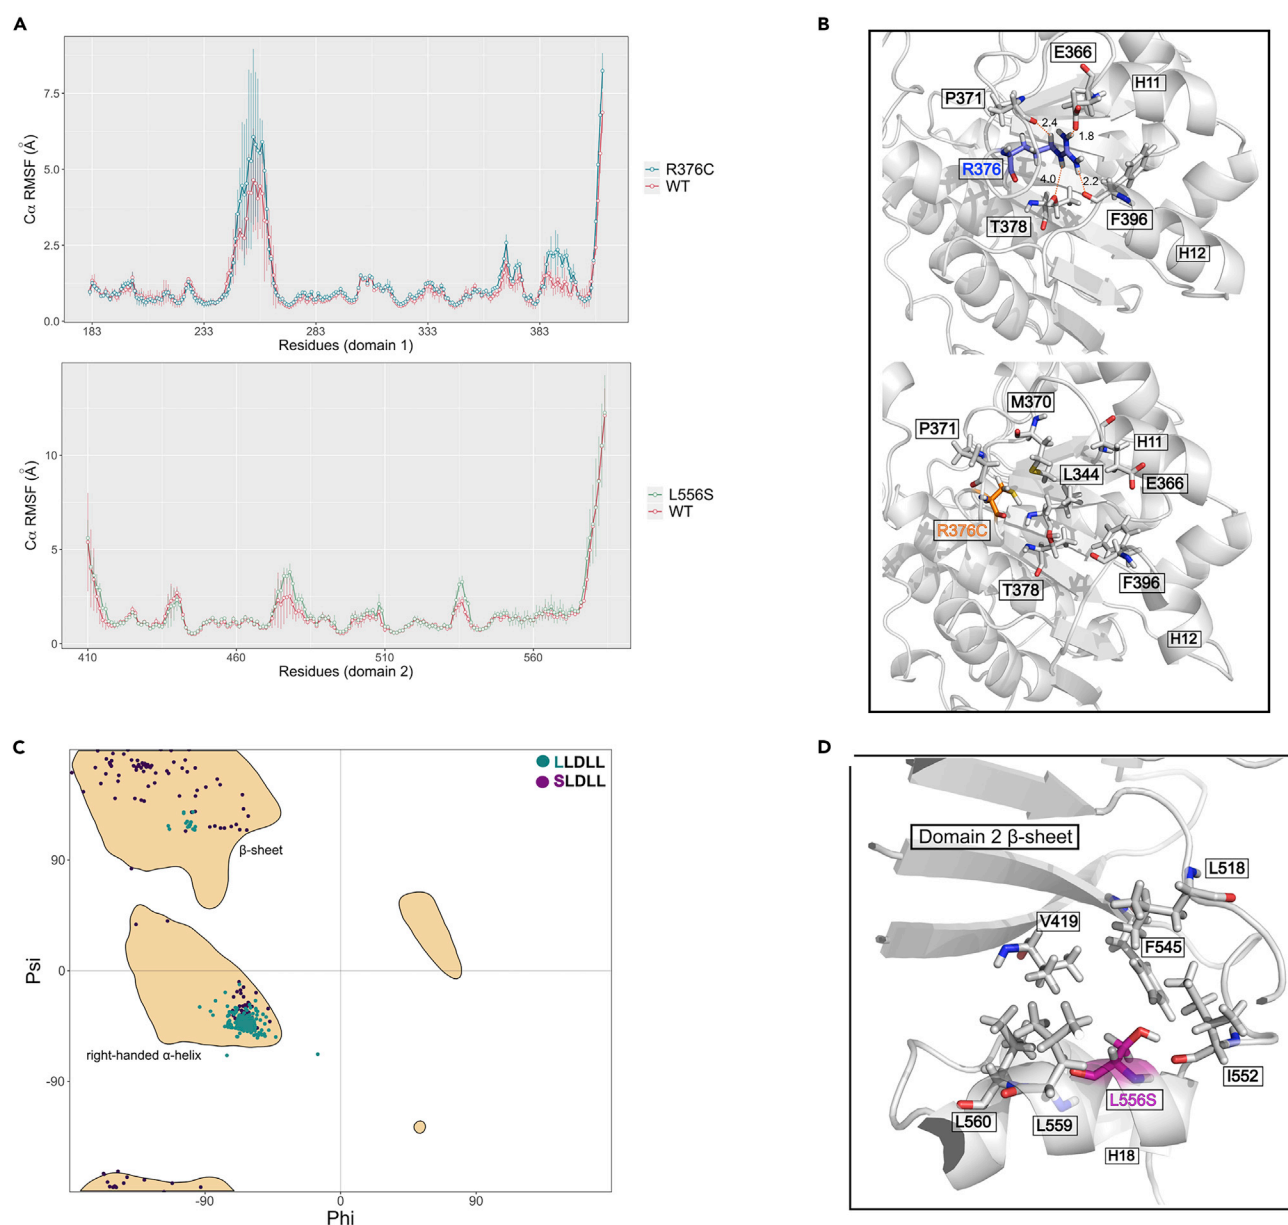 A
Cα RMSF (Å)
7.5
5.0
2.5
0.0
183
233
283
333
383
Residues (domain 1)
R376C
WT
Cα RMSF (Å)
10
5
0
410
460
510
560
Residues (domain 2)
L556S
WT
B
E366
P371
H11
2.4
1.8
R376
4.0
2.2
T378
F396
H12
M370
P371
H11
L344
E366
R376C
T378
F396
H12
C
LLDLL
SLDLL
β-sheet
right-handed α-helix
Psi
90
0
-90
-90
0
90
Phi
D
Domain 2 β-sheet
L518
V419
F545
I552
L556S
L560
L559
H18